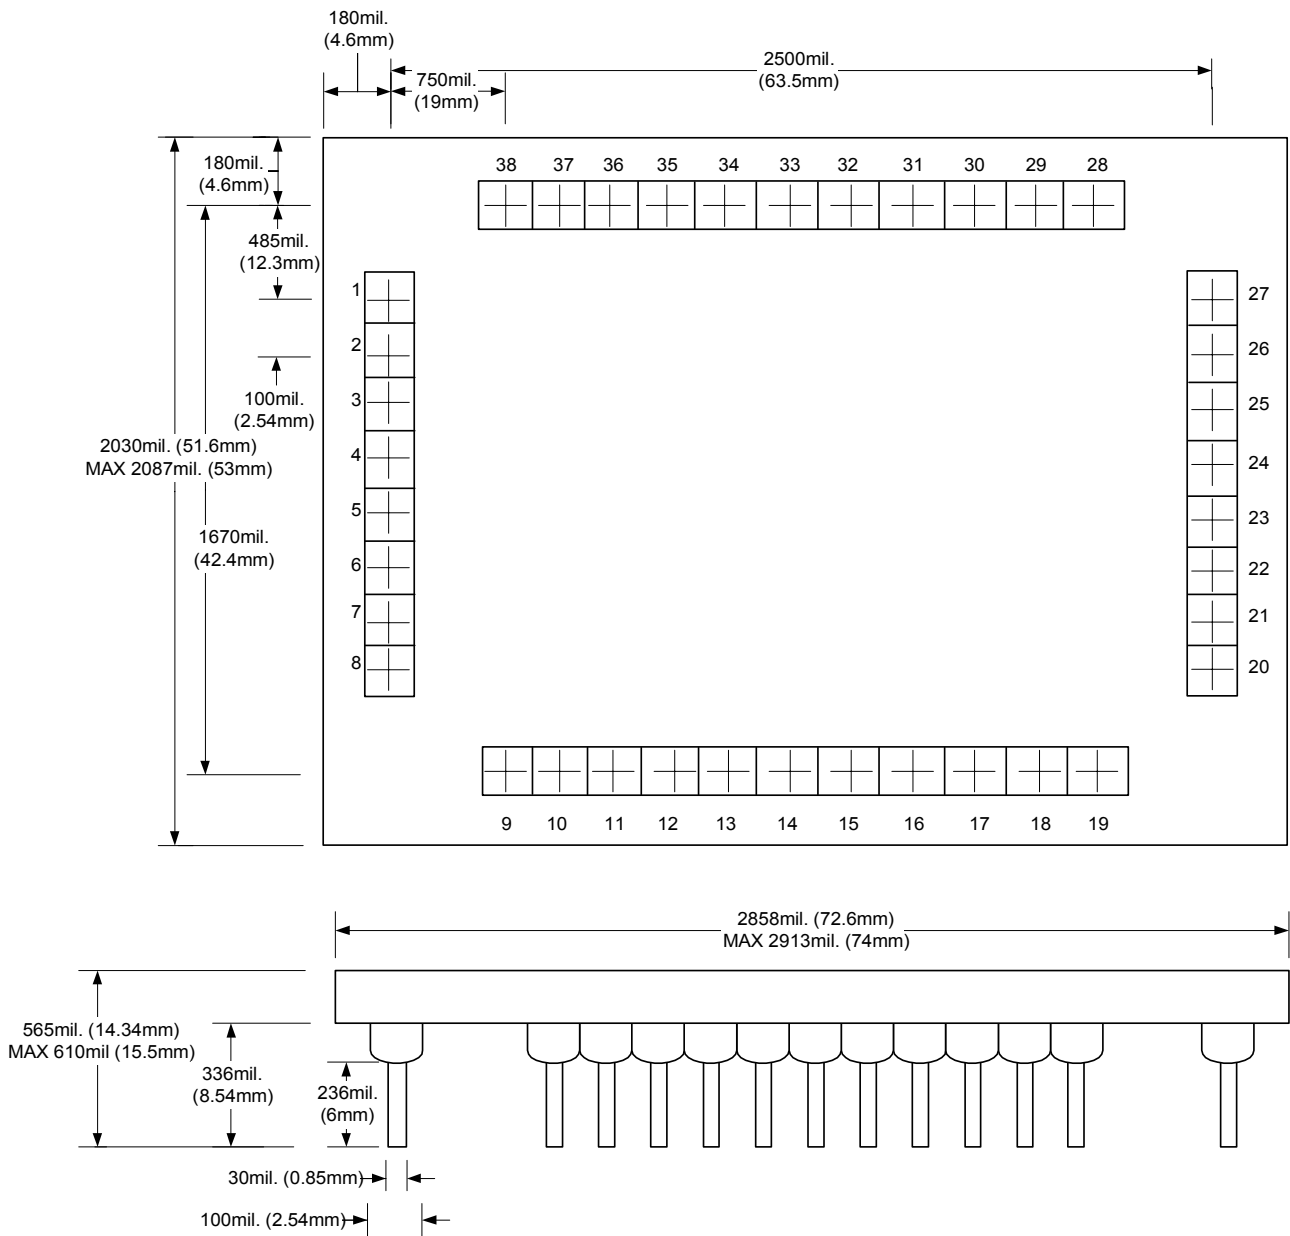 180mil.
(4.6mm)
2500mil.
(63.5mm)
750mil.
(19mm)
180mil.
(4.6mm)
38 37 36 35 34 33 32 31 30 29 28
485mil.
(12.3mm)
1 27
2 26
100mil.
(2.54mm)
3 25
2030mil. (51.6mm)
MAX 2087mil. (53mm)
4 24
5 23
1670mil.
(42.4mm)
6 22
7 21
8 20
9 10 11 12 13 14 15 16 17 18 19
2858mil. (72.6mm)
MAX 2913mil. (74mm)
565mil. (14.34mm)
MAX 610mil (15.5mm)
336mil.
(8.54mm)
236mil.
(6mm)
30mil. (0.85mm)
100mil. (2.54mm)